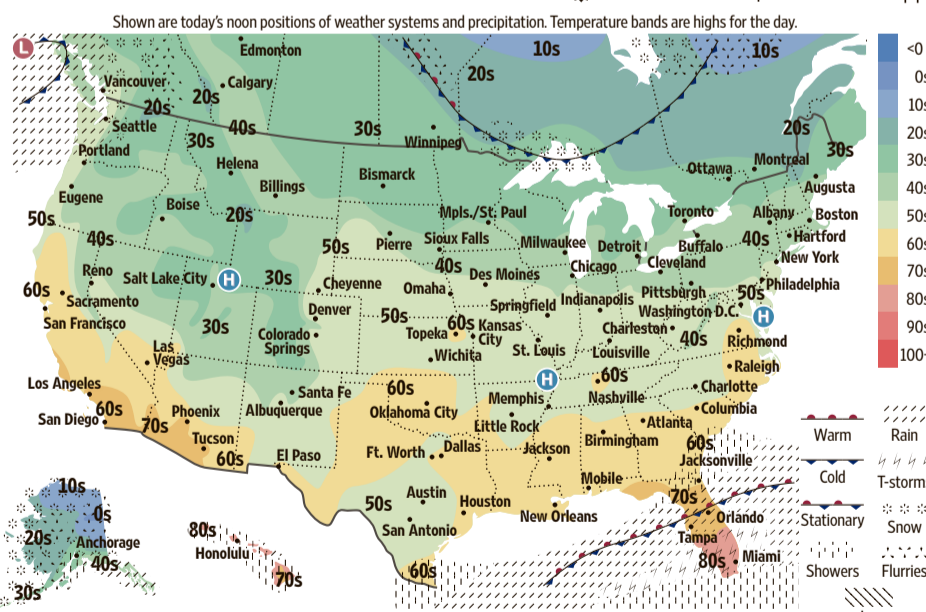 Shown are today's noon positions of weather systems and precipitation. Temperature bands are highs for the day.
L
Edmonton
10s
10s
<0
Vancouver
Calgary
20s
0s
20s
20s
10s
Seattle
40s
30s
Winnipeg
20s
20s
Portland
30s
Helena
Bismarck
Ottawa
Montreal
30s
30s
Eugene
Billings
Augusta
40s
Boise
20s
Mpls./St. Paul
Toronto
Albany
Boston
50s
50s
40s
50s
Pierre
Sioux Falls
Milwaukee
Detroit
Buffalo
40s
Hartford
60s
Reno
Salt Lake City
H
30s
Cheyenne
Omaha
40s
Des Moines
Chicago
Cleveland
New York
70s
60s
Sacramento
Denver
Springfield
Indianapolis
Pittsburgh
50s
Philadelphia
80s
San Francisco
30s
Colorado
Springs
50s
Topeka
60s
Kansas
City
St. Louis
Charleston
Washington D.C.
H
90s
Las
Vegas
Wichita
Louisville
40s
Richmond
100+
Los Angeles
Santa Fe
60s
H
60s
Raleigh
San Diego
60s
70s
Phoenix
Albuquerque
Oklahoma City
Memphis
Nashville
Charlotte
Tucson
Little Rock
Atlanta
Columbia
60s
El Paso
Ft. Worth
Dallas
Jackson
Birmingham
60s
Jacksonville
Warm
Rain
10s
50s
Austin
Houston
Mobile
70s
Cold
T-storm
0s
San Antonio
New Orleans
Orlando
Stationary
Snow
20s
Anchorage
80s
Tampa
40s
Honolulu
60s
80s
Miami
Showers
Flurries
30s
70s